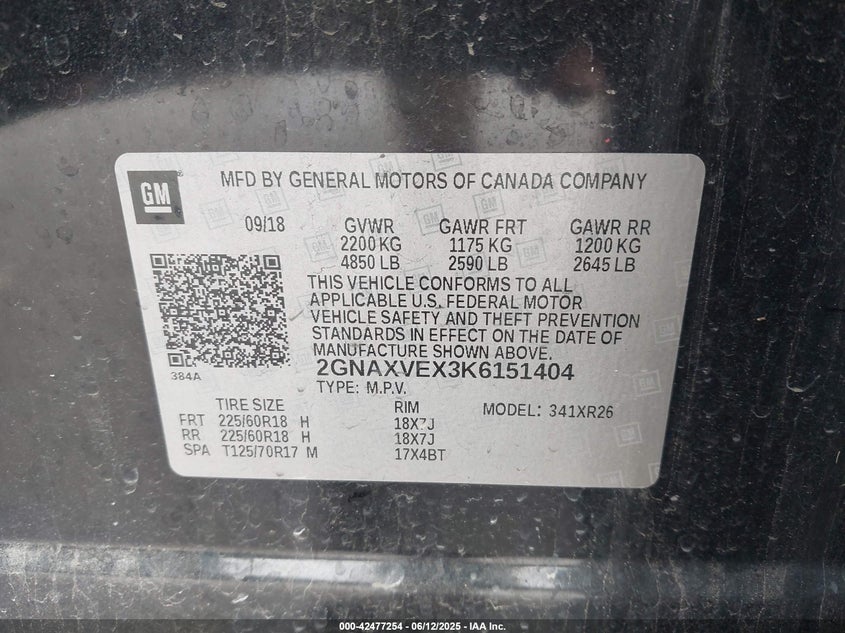 GM
MFD BY GENERAL MOTORS OF CANADA COMPANY
09/18 GVWR GAWR FRT GAWR RR
2200 KG 1175 KG 1200 KG
4850 LB 2590 LB 2645 LB
THIS VEHICLE CONFORMS TO ALL
APPLICABLE U.S. FEDERAL MOTOR
VEHICLE SAFETY AND THEFT PREVENTION
STANDARDS IN EFFECT ON THE DATE OF
MANUFACTURE SHOWN ABOVE.
384A
2GNAXVEX3K6151404
TYPE: M.P.V.
TIRE SIZE RIM MODEL: 341XR26
FRT 225/60R18 H 18X7J
RR 225/60R18 H 18X7J
SPA T125/70R17 M 17X4BT
000-42477254 - 06/12/2025 - IAA Inc.